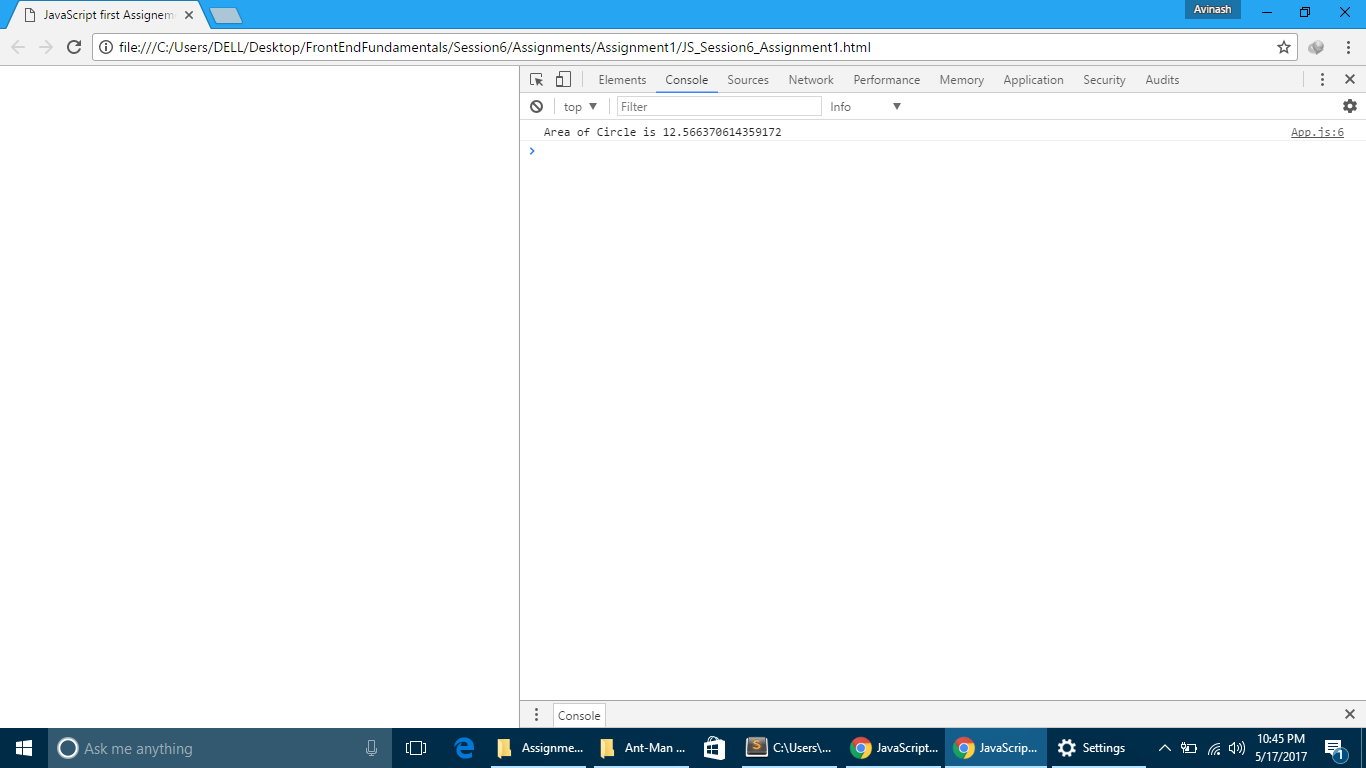 JavaScript first Assignem
Avinash
file:///C:/Users/DELL/Desktop/FrontEndFundamentals/Session6/Assignments/Assignment1/JS_Session6_Assignment1.html
Elements Console Sources Network Performance Memory Application Security Audits
top Filter Info
Area of Circle is 12.566370614359172 App.js:6
Console
Ask me anything Assignme... Ant-Man ... C:\Users\... JavaScript... JavaScrip... Settings 10:45 PM
5/17/2017 1